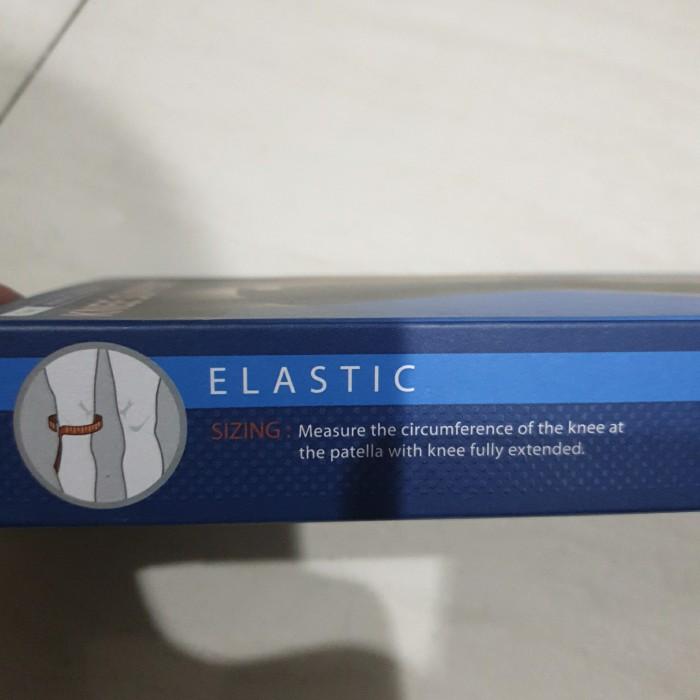 ELASTIC
SIZING : Measure the circumference of the knee at
the patella with knee fully extended.